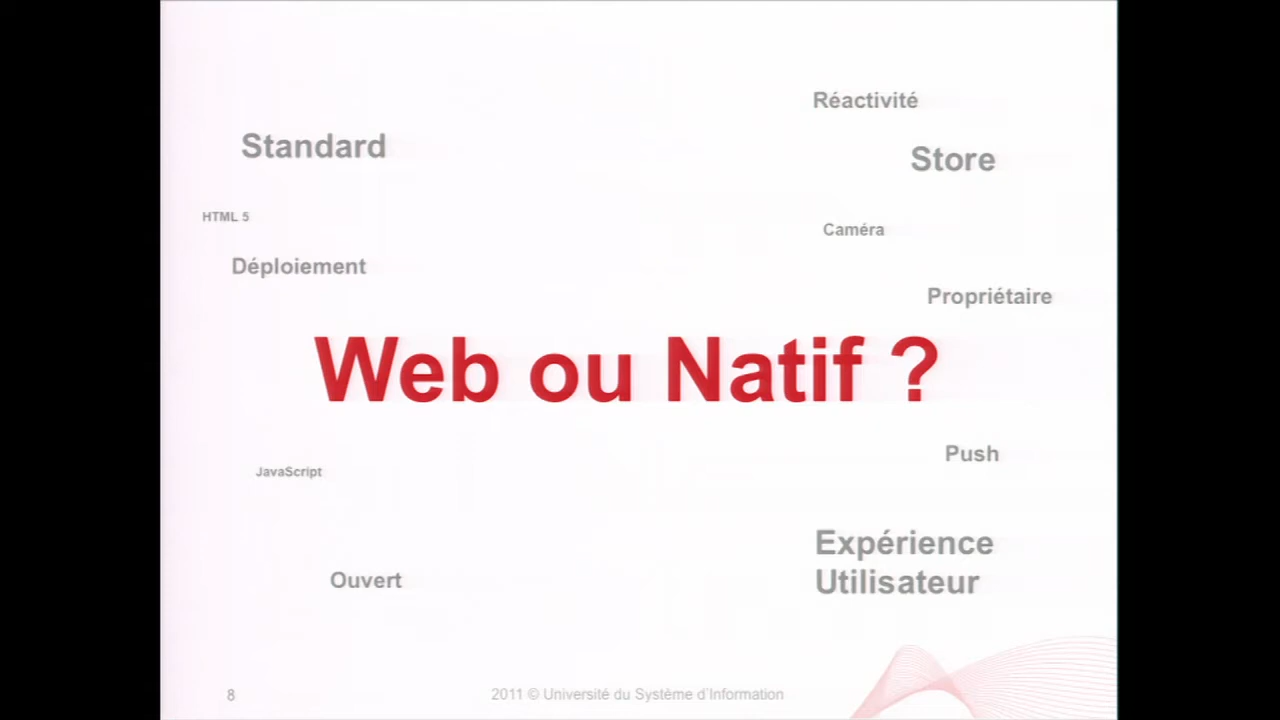 Réactivité
Standard
Store
HTML 5
Caméra
Déploiement
Propriétaire
Web ou Natif ?
Push
JavaScript
Expérience
Utilisateur
Ouvert
8
2011 © Université du Système d'Information